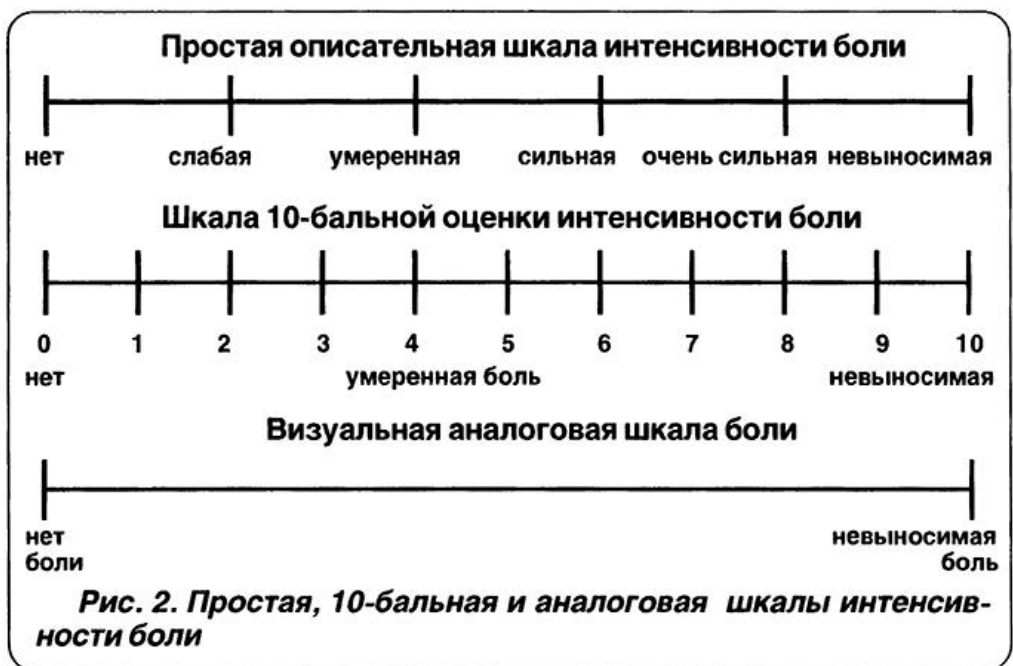 Простая описательная шкала интенсивности боли
нет слабая умеренная сильная очень сильная невыносимая
Шкала 10-бальной оценки интенсивности боли
0 1 2 3 4 5 6 7 8 9 10
нет умеренная боль невыносимая
Визуальная аналоговая шкала боли
нет невыносимая
боли боль
Рис. 2. Простая, 10-бальная и аналоговая шкалы интенсив-
ности боли